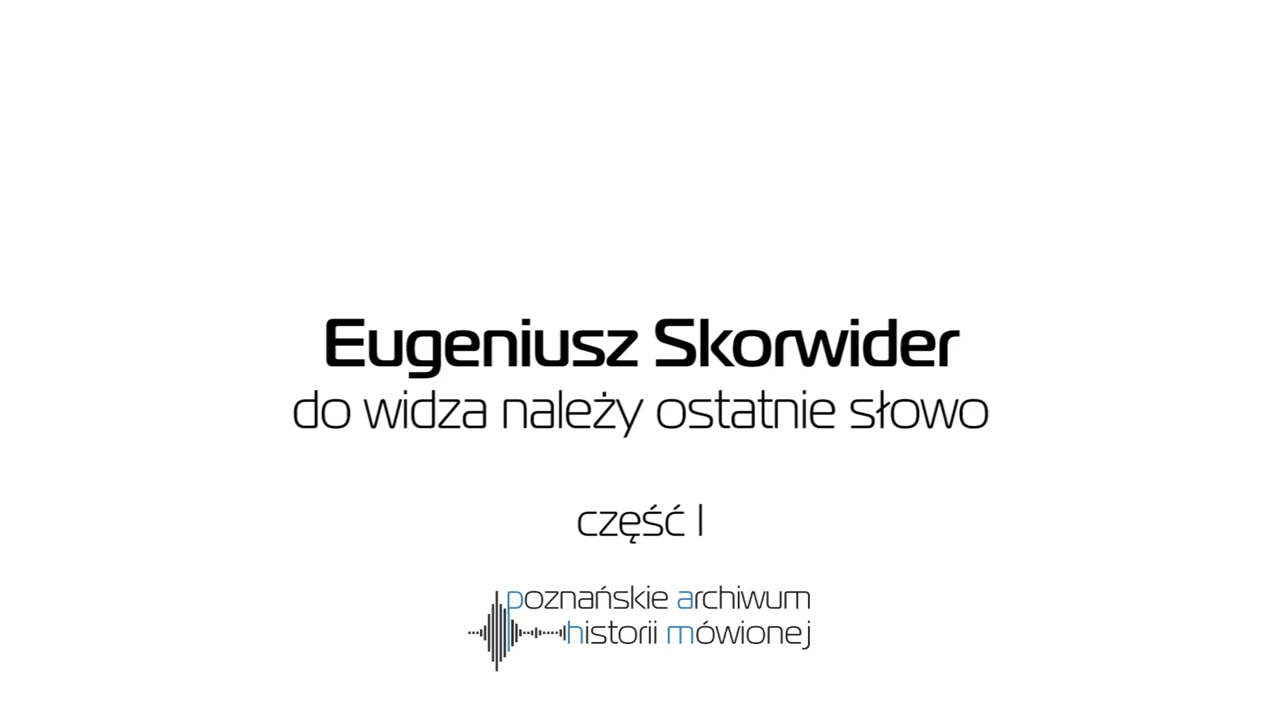 Eugeniusz Skorwider
do widza należy ostatnie słowo
część I
poznańskie archiwum
historii mówionej